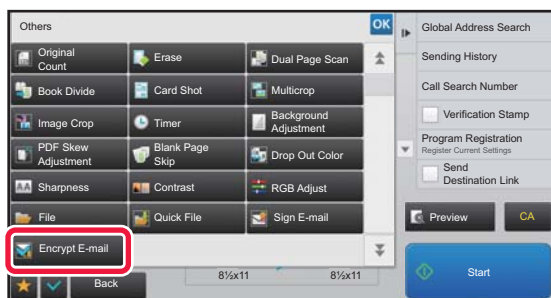 Others
OK
Original
Count
Erase
Dual Page Scan
Book Divide
Card Shot
Multicrop
Image Crop
Timer
Background
Adjustment
PDF Skew
Adjustment
Blank Page
Skip
Drop Out Color
AA
Sharpness
Contrast
RGB Adjust
File
Quick File
Sign E-mail
Encrypt E-mail
Back
8½x11
8½x11
Global Address Search
Sending History
Call Search Number
Verification Stamp
Program Registration
Register Current Settings
Send
Destination Link
Preview
CA
Start